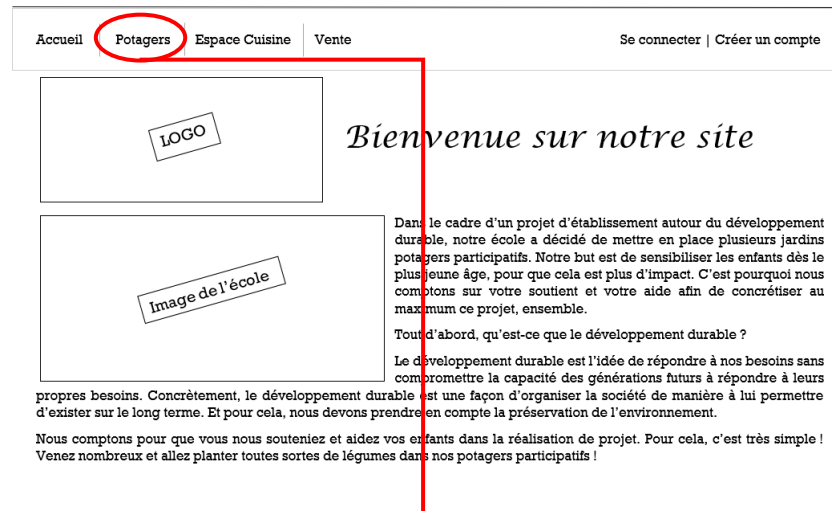 Accueil Potagers Espace Cuisine Vente Se connecter | Créer un compte
LOGO
Bienvenue sur notre site
Image de l’école
Dans le cadre d’un projet d’établissement autour du développement
durable, notre école a décidé de mettre en place plusieurs jardins
potagers participatifs. Notre but est de sensibiliser les enfants dès le
plus jeune âge, pour que cela est plus d’impact. C’est pourquoi nous
comptons sur votre soutient et votre aide afin de concrétiser au
maximum ce projet, ensemble.
Tout d’abord, qu’est-ce que le développement durable ?
Le développement durable est l’idée de répondre à nos besoins sans
compromettre la capacité des générations futurs à répondre à leurs
propres besoins. Concrètement, le développement durable est une façon d’organiser la société de manière à lui permettre
d’exister sur le long terme. Et pour cela, nous devons prendre en compte la préservation de l’environnement.
Nous comptons pour que vous nous souteniez et aidez vos enfants dans la réalisation de projet. Pour cela, c’est très simple !
Venez nombreux et allez planter toutes sortes de légumes dans nos potagers participatifs !